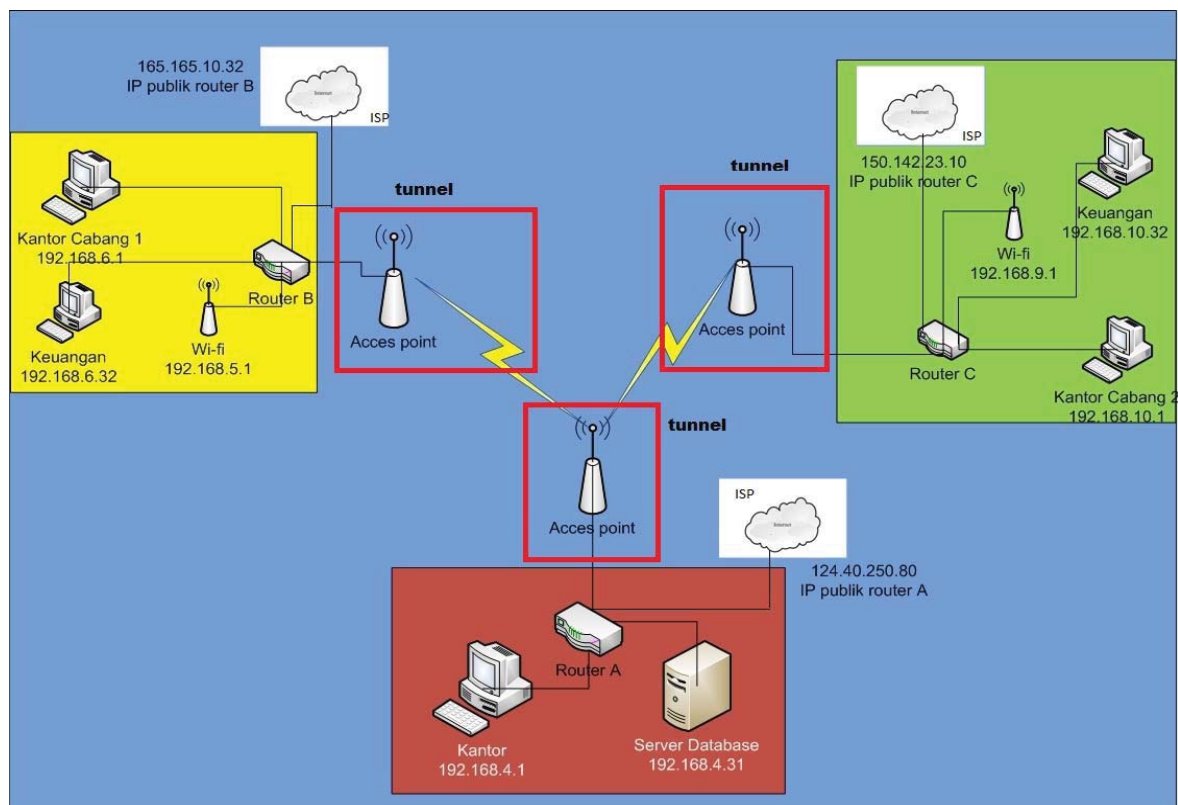 165.165.10.32
IP publik router B
Internet
ISP
tunnel
Kantor Cabang 1
192.168.6.1
Router B
Keuangan
192.168.6.32
Wi-fi
192.168.5.1
Acces point
tunnel
Acces point
Internet
ISP
150.142.23.10
IP publik router C
Keuangan
192.168.10.32
Wi-fi
192.168.9.1
Router C
Kantor Cabang 2
192.168.10.1
tunnel
Acces point
ISP
Internet
124.40.250.80
IP publik router A
Router A
Kantor
192.168.4.1
Server Database
192.168.4.31